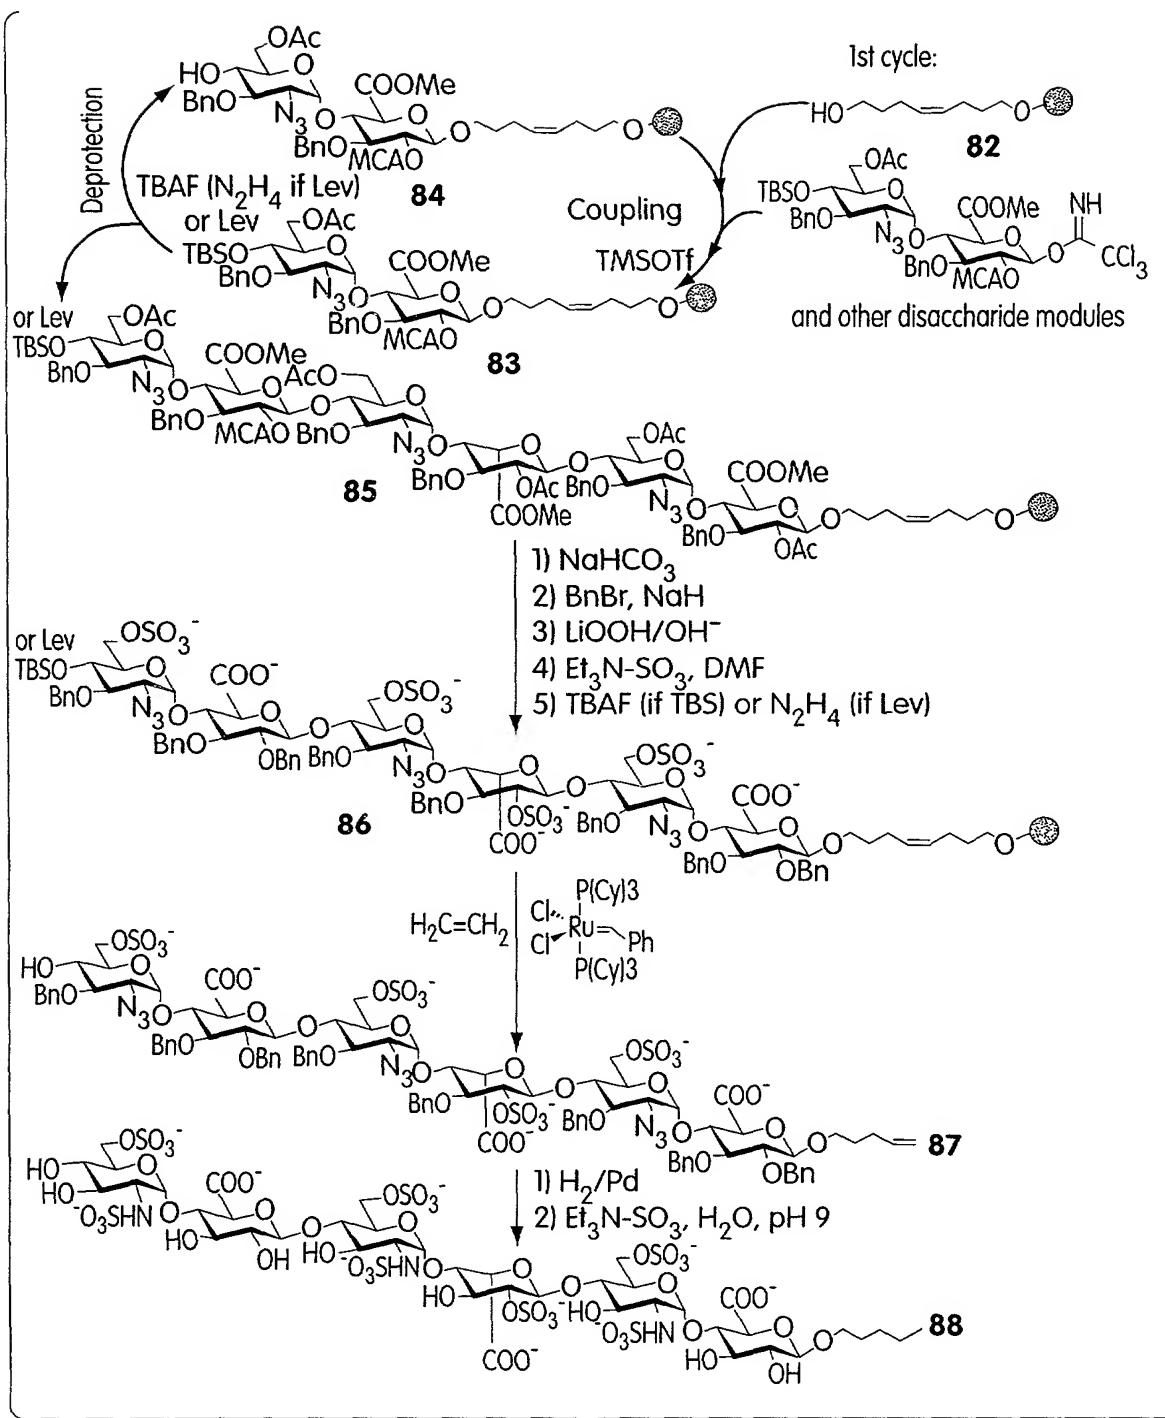 1st cycle:
HO
O
82
OAc
HO
O
BnO
N3
O
COOMe
O
BnO
MCAO
O
O
84
Deprotection
TBAF (N2H4 if Lev)
Coupling
TMSOTf
OAc
TBSO
O
BnO
N3
O
COOMe
O
BnO
MCAO
O
NH
CCl3
and other disaccharide modules
or Lev
OAc
TBSO
O
BnO
N3
O
COOMe
O
BnO
MCAO
O
O
83
or Lev
OAc
TBSO
O
BnO
N3
O
COOMe
O
BnO
MCAO
O
AcO
O
BnO
N3
O
O
BnO
OAc
COOMe
O
OAc
O
BnO
N3
O
COOMe
O
BnO
OAc
O
O
85
1) NaHCO3
2) BnBr, NaH
3) LiOOH/OH-
4) Et3N-SO3, DMF
5) TBAF (if TBS) or N2H4 (if Lev)
or Lev
OSO3-
TBSO
O
BnO
N3
O
COO-
O
BnO
OBn
O
OSO3-
O
BnO
N3
O
O
BnO
OSO3-
COO-
O
OSO3-
O
BnO
N3
O
COO-
O
BnO
OBn
O
O
86
H2C=CH2
P(Cy)3
Cl
Cl
Ru
Ph
P(Cy)3
OSO3-
HO
O
BnO
N3
O
COO-
O
BnO
OBn
O
OSO3-
O
BnO
N3
O
O
BnO
OSO3-
COO-
O
OSO3-
O
BnO
N3
O
COO-
O
BnO
OBn
O
87
1) H2/Pd
2) Et3N-SO3, H2O, pH 9
OSO3-
HO
O
HO
-O3SHN
O
COO-
O
HO
OH
O
OSO3-
O
HO
-O3SHN
O
O
HO
OSO3-
COO-
O
OSO3-
O
HO
-O3SHN
O
COO-
O
HO
OH
O
88